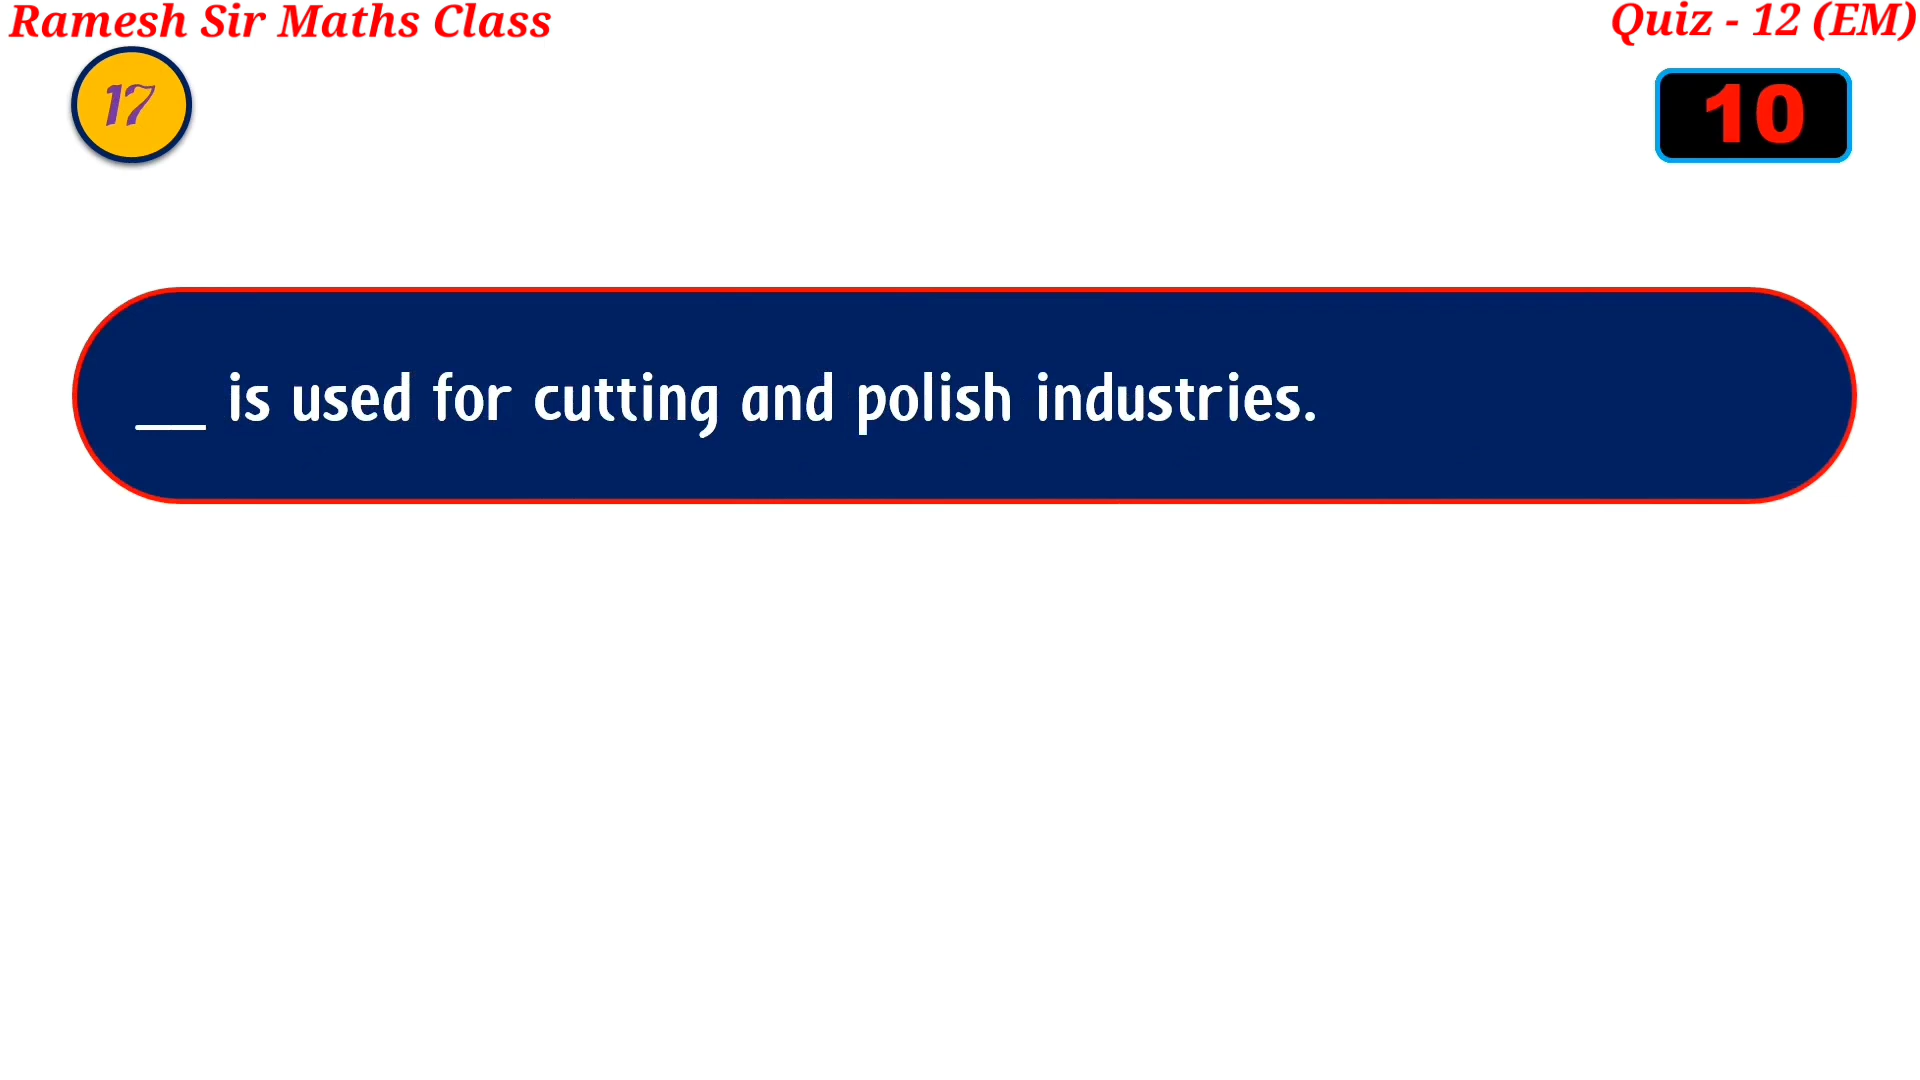 Ramesh Sir Maths Class
Quiz - 12 (EM)
17
10
__ is used for cutting and polish industries.